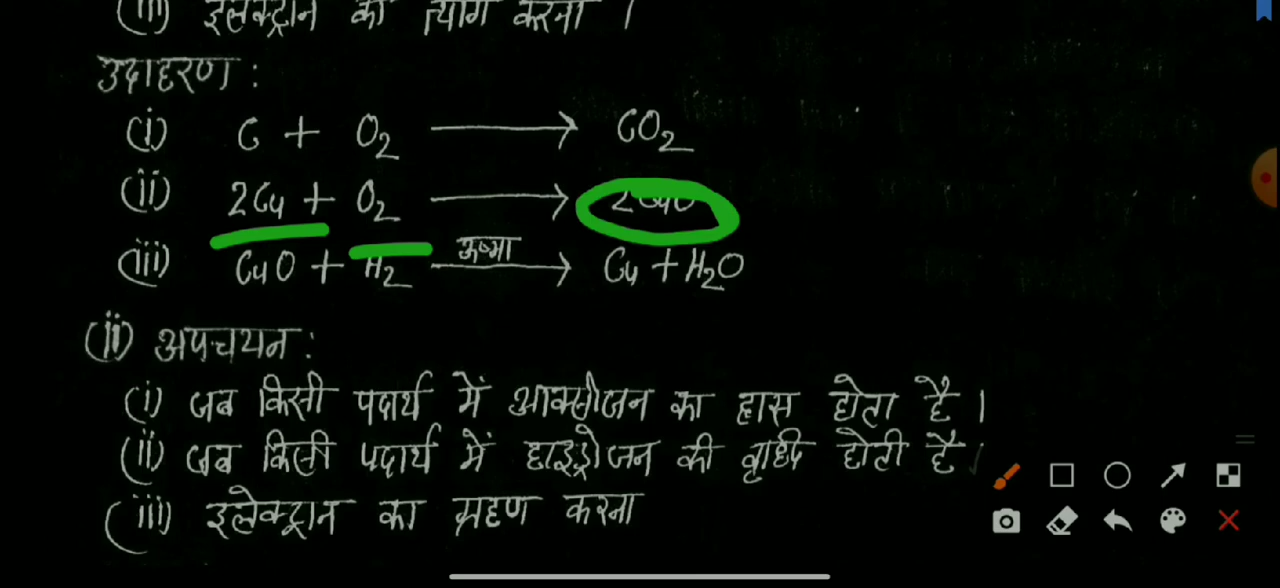 (iii) इलेक्ट्रान का त्याग करना ।
उदाहरण :
(i) C + O2 → CO2
(ii) 2Cu + O2 → 2CuO
(iii) CuO + H2 ऊष्मा → Cu + H2O
(ii) अपचयन :
(i) जब किसी पदार्थ में आक्सीजन का ह्रास होता है ।
(ii) जब किसी पदार्थ में हाइड्रोजन की वृद्धि होती है ।
(iii) इलेक्ट्रान का ग्रहण करना